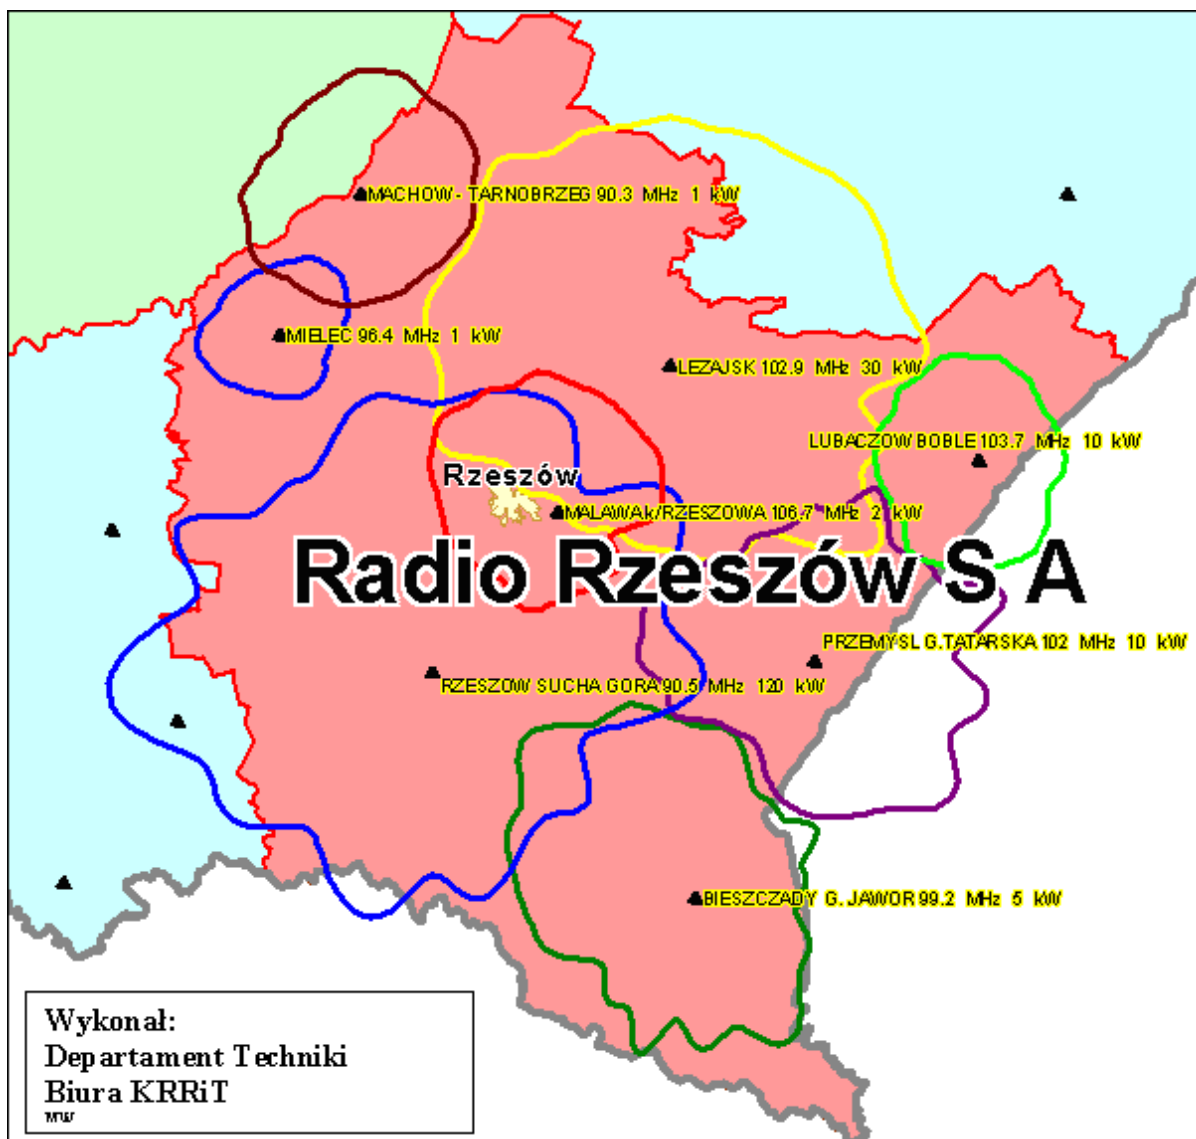 MACHOW - TARNOBRZEG 90.3 MHz 1 kW
MIELEC 96.4 MHz 1 kW
LEZAJSK 102.9 MHz 30 kW
LUBACZOW BOBLE 103.7 MHz 10 kW
Rzeszów
MALAWA k/RZESZOWA 106.7 MHz 2 kW
Radio Rzeszów S A
PRZEMYSL G.TATARSKA 102 MHz 10 kW
RZESZOW SUCHA GORA 90.5 MHz 120 kW
BIESZCZADY G. JAWOR 99.2 MHz 5 kW
Wykonał:
Departament Techniki
Biura KRRiT
MW